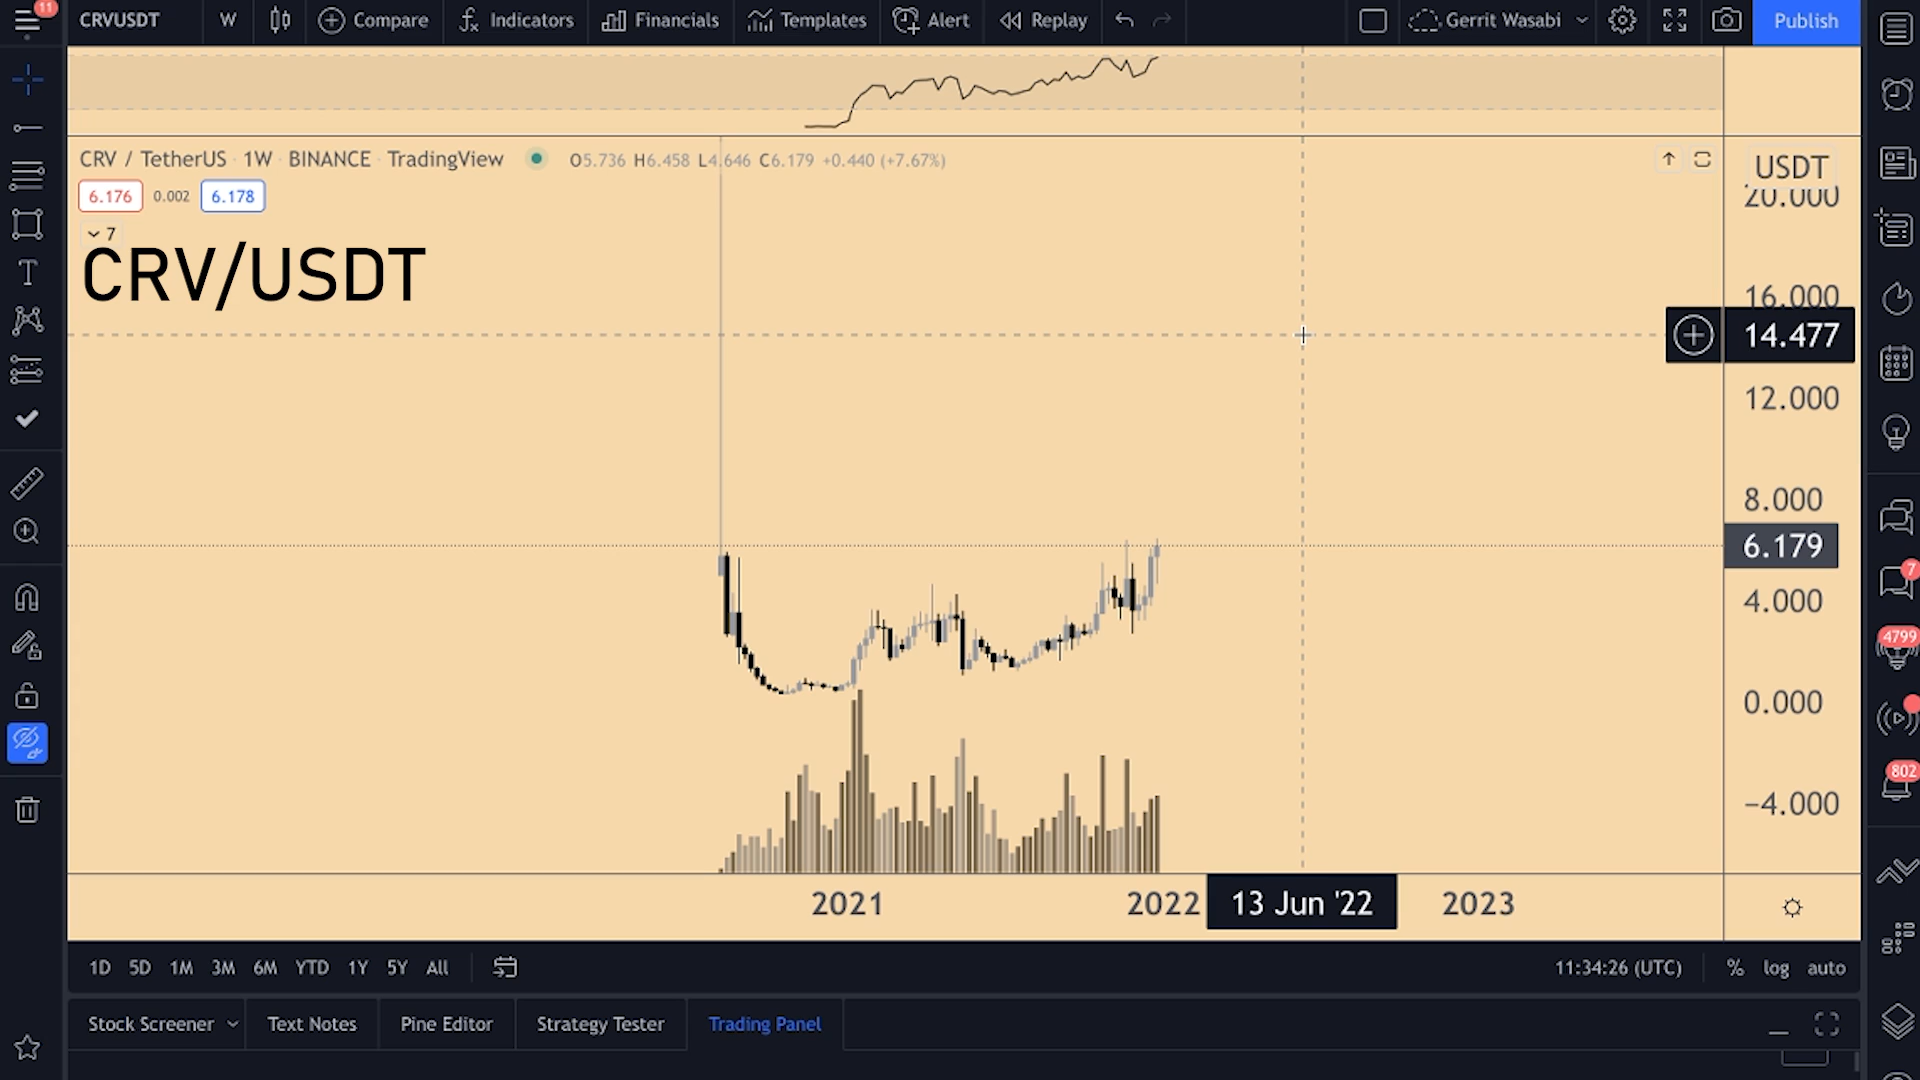 11
CRVUSDT W Compare Indicators Financials Templates Alert Replay Gerrit Wasabi Publish
CRV / TetherUS · 1W · BINANCE · TradingView O5.736 H6.458 L4.646 C6.179 +0.440 (+7.67%)
USDT
6.176 0.002 6.178
20.000
7
CRV/USDT
16.000
14.477
12.000
8.000
6.179
4.000
7
4799
0.000
802
−4.000
2021 2022 13 Jun '22 2023
1D 5D 1M 3M 6M YTD 1Y 5Y All 11:34:26 (UTC) % log auto
Stock Screener Text Notes Pine Editor Strategy Tester Trading Panel